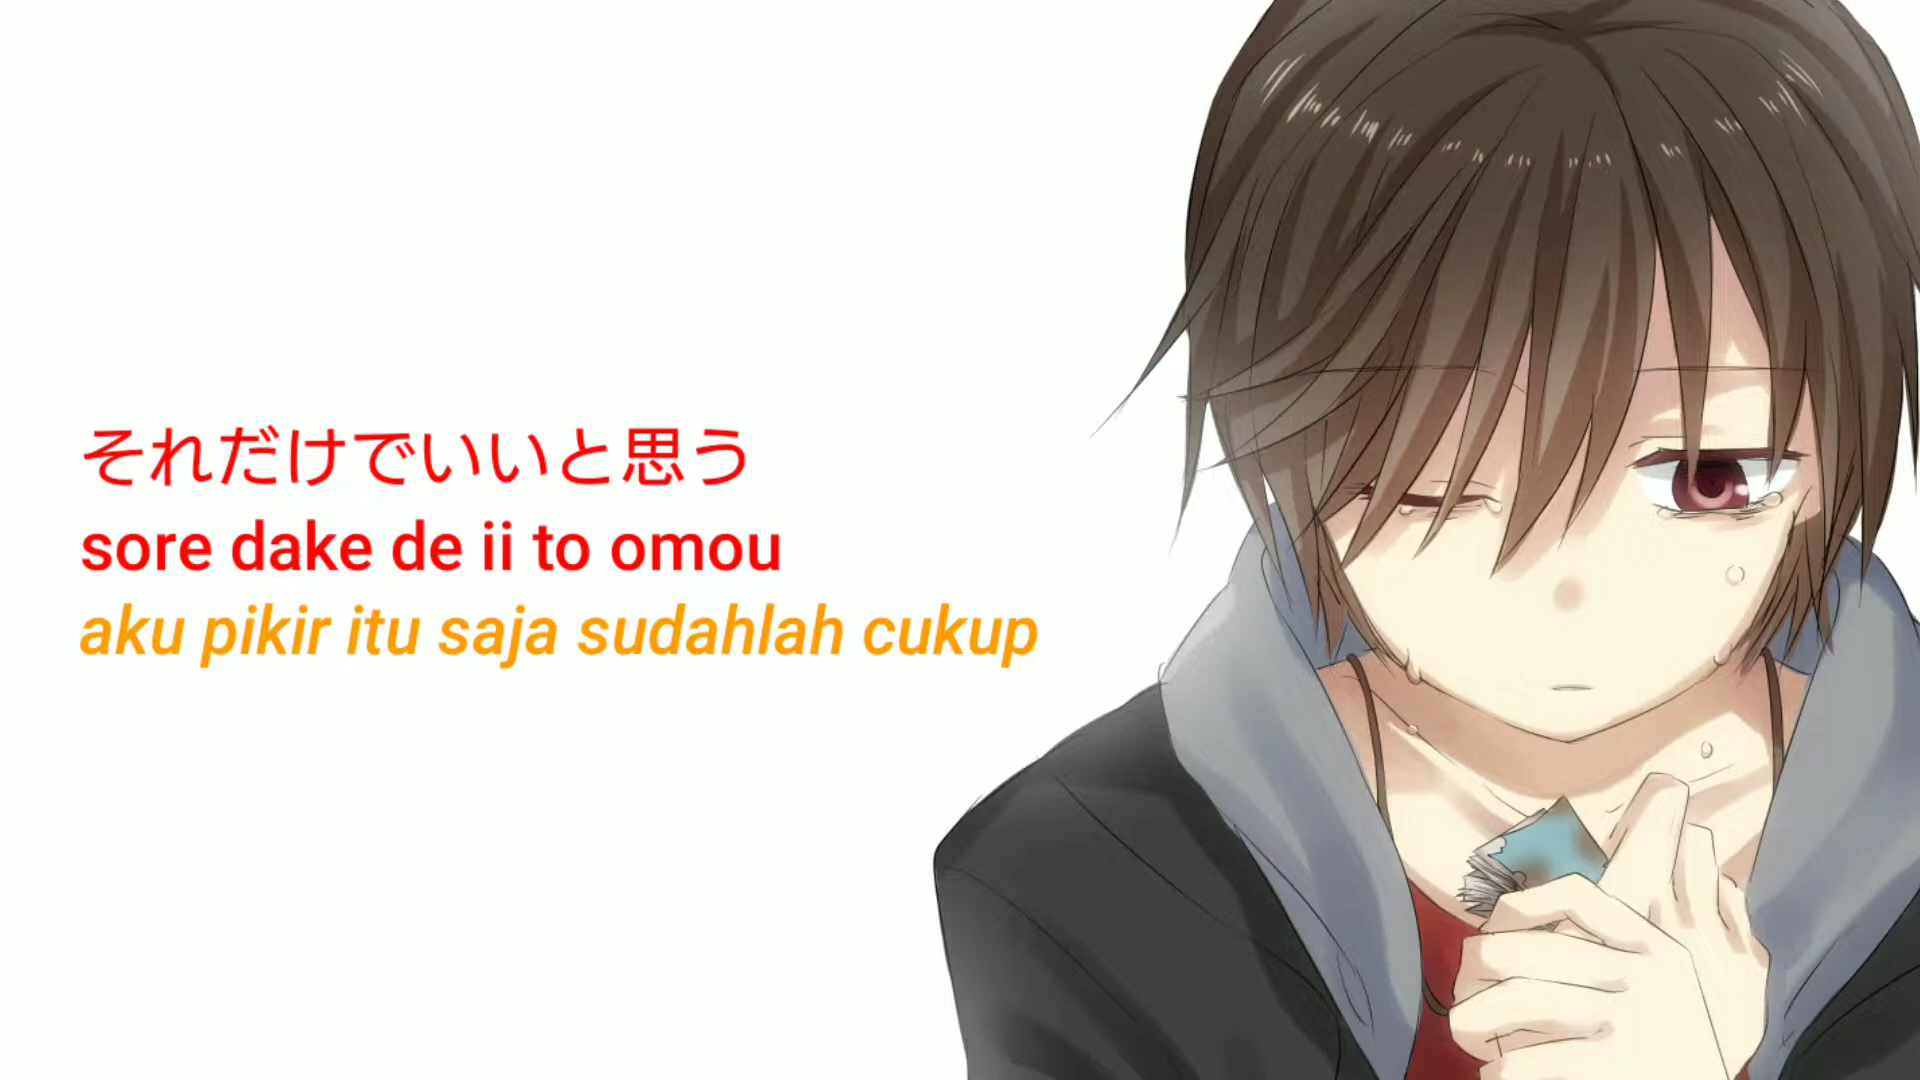 それだけでいいと思う
sore dake de ii to omou
aku pikir itu saja sudahlah cukup